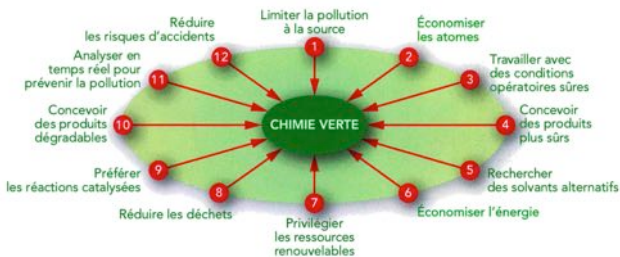 Limiter la pollution
à la source
1
Économiser
les atomes
2
Travailler avec
des conditions
opératoires sûres
3
Concevoir
des produits
plus sûrs
4
Rechercher
des solvants alternatifs
5
Économiser l'énergie
6
Privilégier
les ressources
renouvelables
7
Réduire les déchets
8
Préférer
les réactions catalysées
9
Concevoir
des produits
dégradables
10
Analyser en
temps réel pour
prévenir la pollution
11
Réduire
les risques d'accidents
12
CHIMIE VERTE